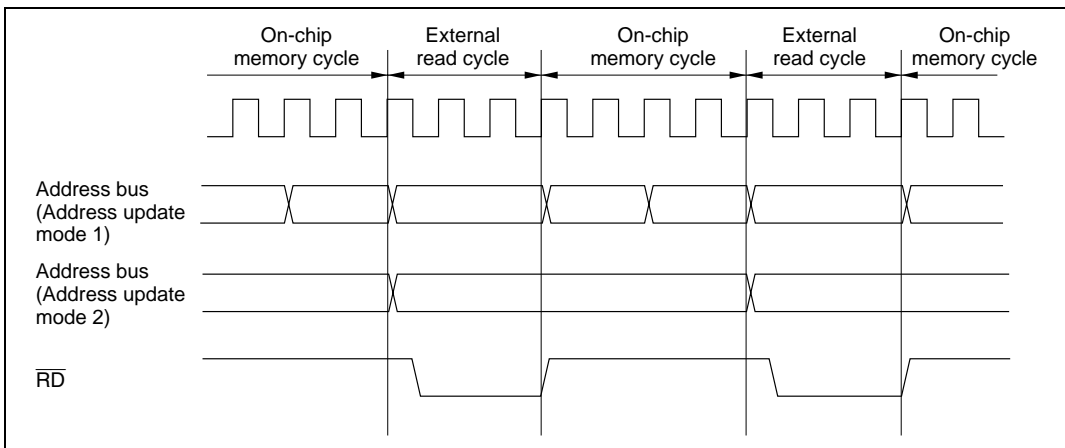 On-chip
memory cycle
External
read cycle
On-chip
memory cycle
External
read cycle
On-chip
memory cycle
Address bus
(Address update
mode 1)
Address bus
(Address update
mode 2)
RD